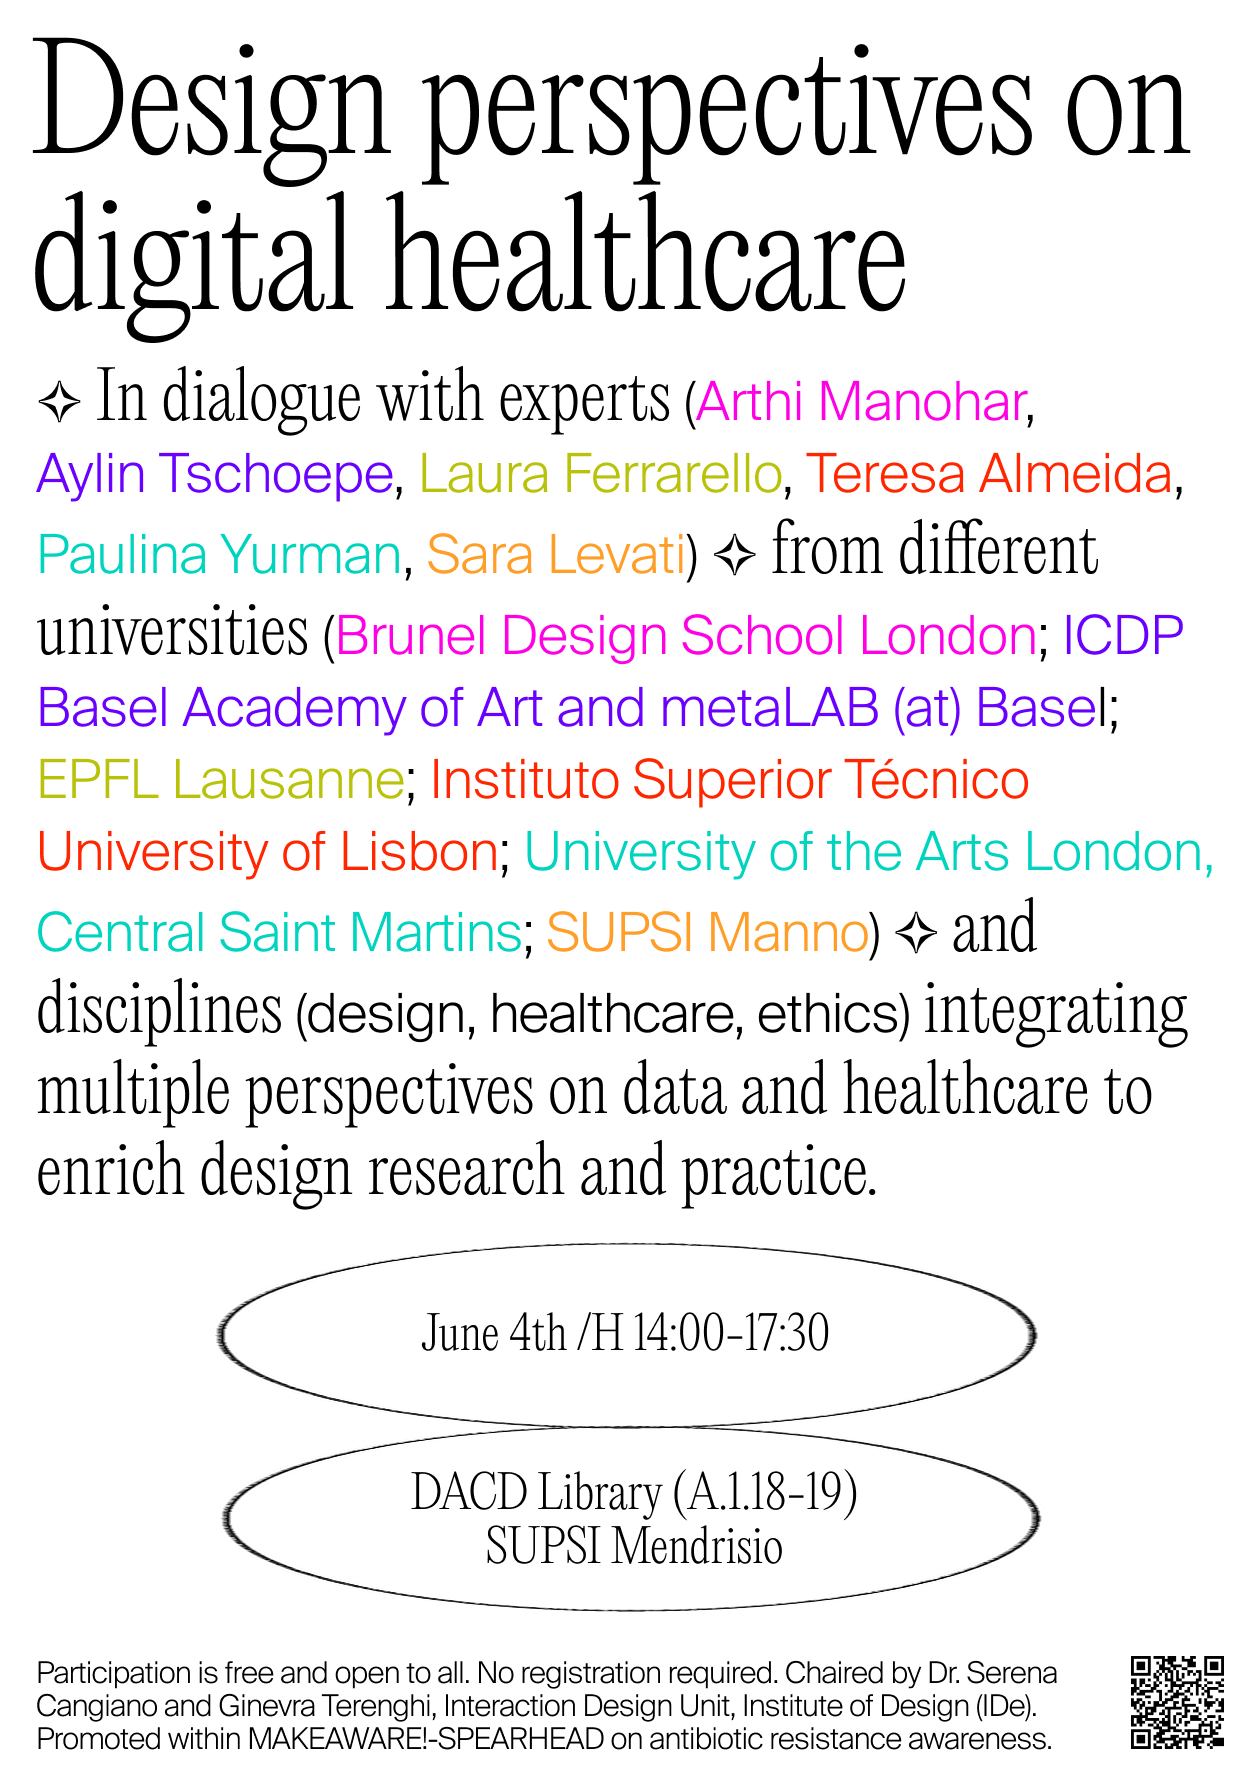 Design perspectives on
digital healthcare
✧ In dialogue with experts (Arthi Manohar,
Aylin Tschoepe, Laura Ferrarello, Teresa Almeida,
Paulina Yurman, Sara Levati) ✧ from different
universities (Brunel Design School London; ICDP
Basel Academy of Art and metaLAB (at) Basel;
EPFL Lausanne; Instituto Superior Técnico
University of Lisbon; University of the Arts London,
Central Saint Martins; SUPSI Manno) ✧ and
disciplines (design, healthcare, ethics) integrating
multiple perspectives on data and healthcare to
enrich design research and practice.
June 4th /H 14:00-17:30
DACD Library (A.1.18-19)
SUPSI Mendrisio
Participation is free and open to all. No registration required. Chaired by Dr. Serena
Cangiano and Ginevra Terenghi, Interaction Design Unit, Institute of Design (IDe).
Promoted within MAKEAWARE!-SPEARHEAD on antibiotic resistance awareness.